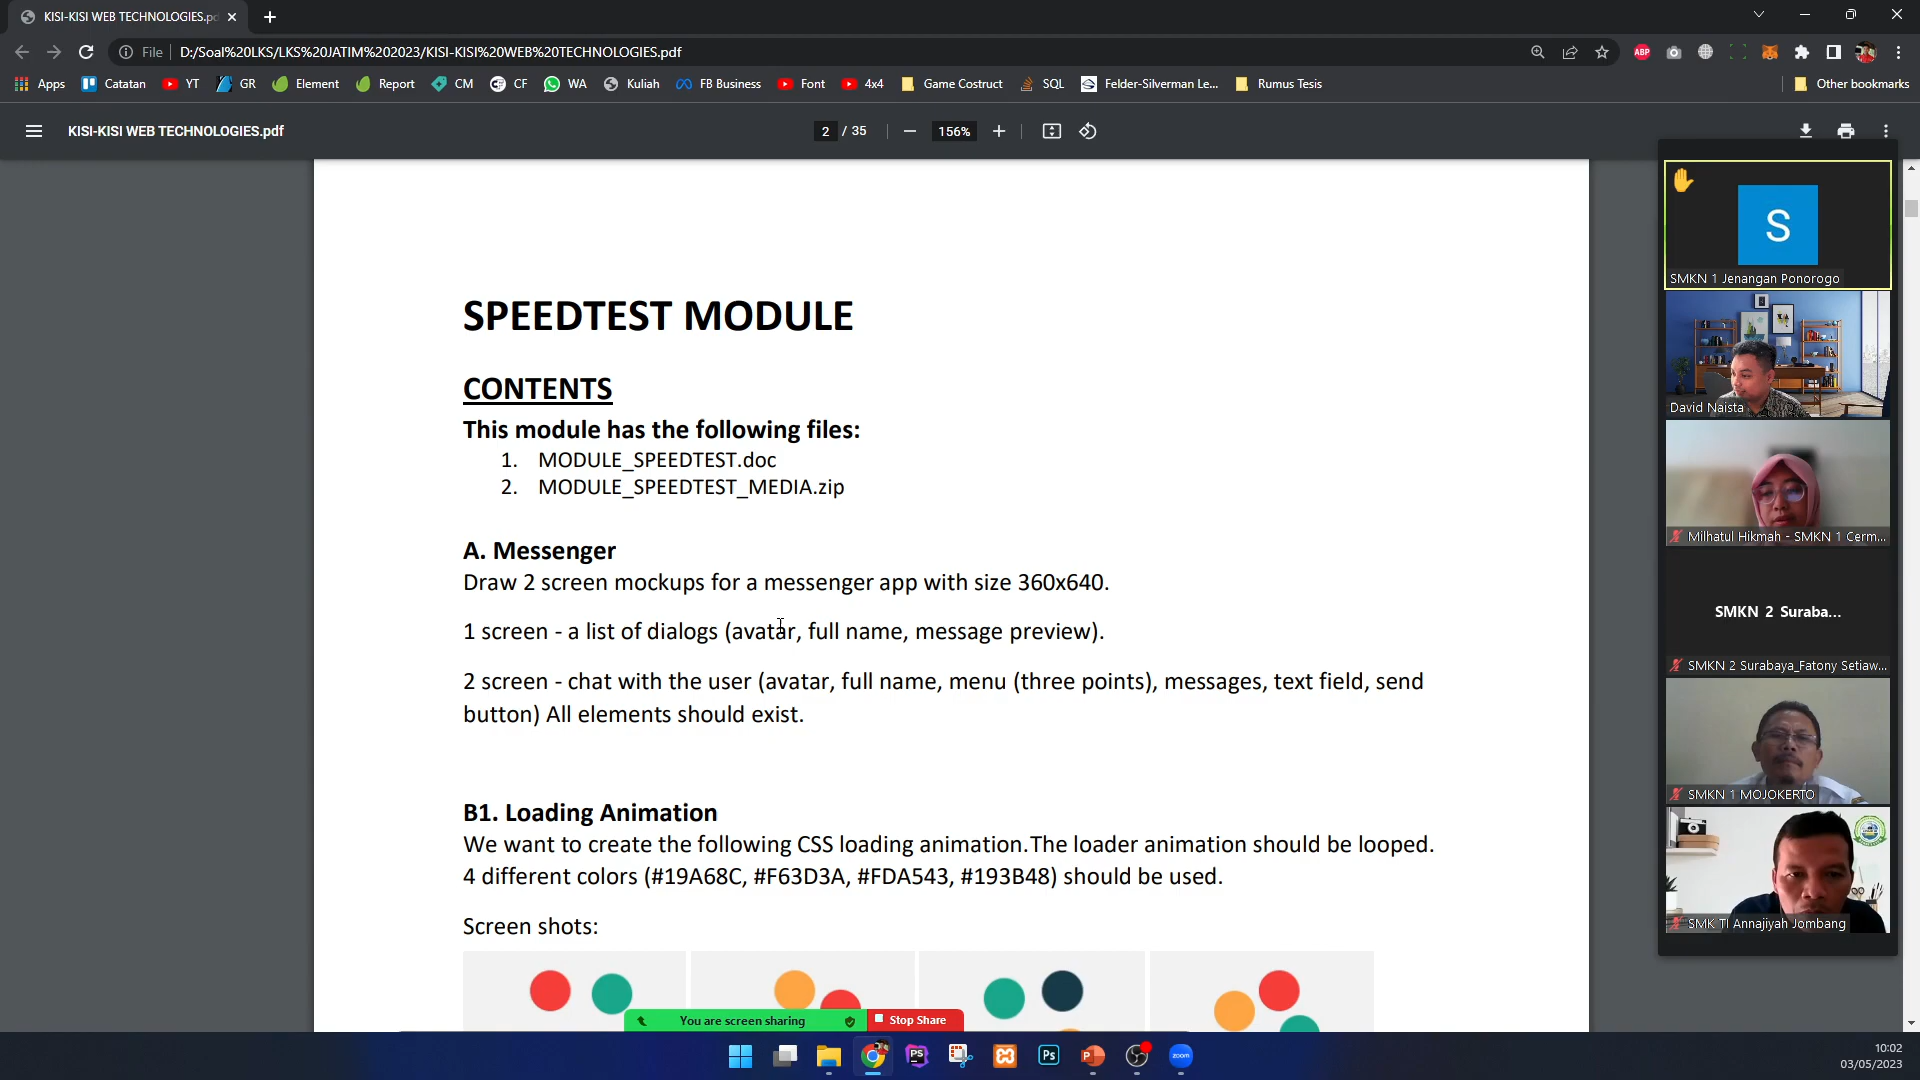 KISI-KISI WEB TECHNOLOGIES.pd
File
D:/Soal%20LKS/LKS%20JATIM%202023/KISI-KISI%20WEB%20TECHNOLOGIES.pdf
ABP
Apps
Catatan
YT
GR
Element
Report
CM
CF
WA
Kuliah
FB Business
Font
4x4
Game Costruct
SQL
Felder-Silverman Le...
Rumus Tesis
Other bookmarks
KISI-KISI WEB TECHNOLOGIES.pdf
2 / 35
156%
SPEEDTEST MODULE
CONTENTS
This module has the following files:
1. MODULE_SPEEDTEST.doc
2. MODULE_SPEEDTEST_MEDIA.zip
A. Messenger
Draw 2 screen mockups for a messenger app with size 360x640.
1 screen - a list of dialogs (avatar, full name, message preview).
2 screen - chat with the user (avatar, full name, menu (three points), messages, text field, send
button) All elements should exist.
B1. Loading Animation
We want to create the following CSS loading animation.The loader animation should be looped.
4 different colors (#19A68C, #F63D3A, #FDA543, #193B48) should be used.
Screen shots:
S
SMKN 1 Jenangan Ponorogo
David Naista
Milhatul Hikmah - SMKN 1 Cerm...
SMKN 2 Suraba...
SMKN 2 Surabaya_Fatony Setiaw...
SMKN 1 MOJOKERTO
SMK TI Annajiyah Jombang
You are screen sharing
Stop Share
PS
Ps
P
zoom
10:02
03/05/2023